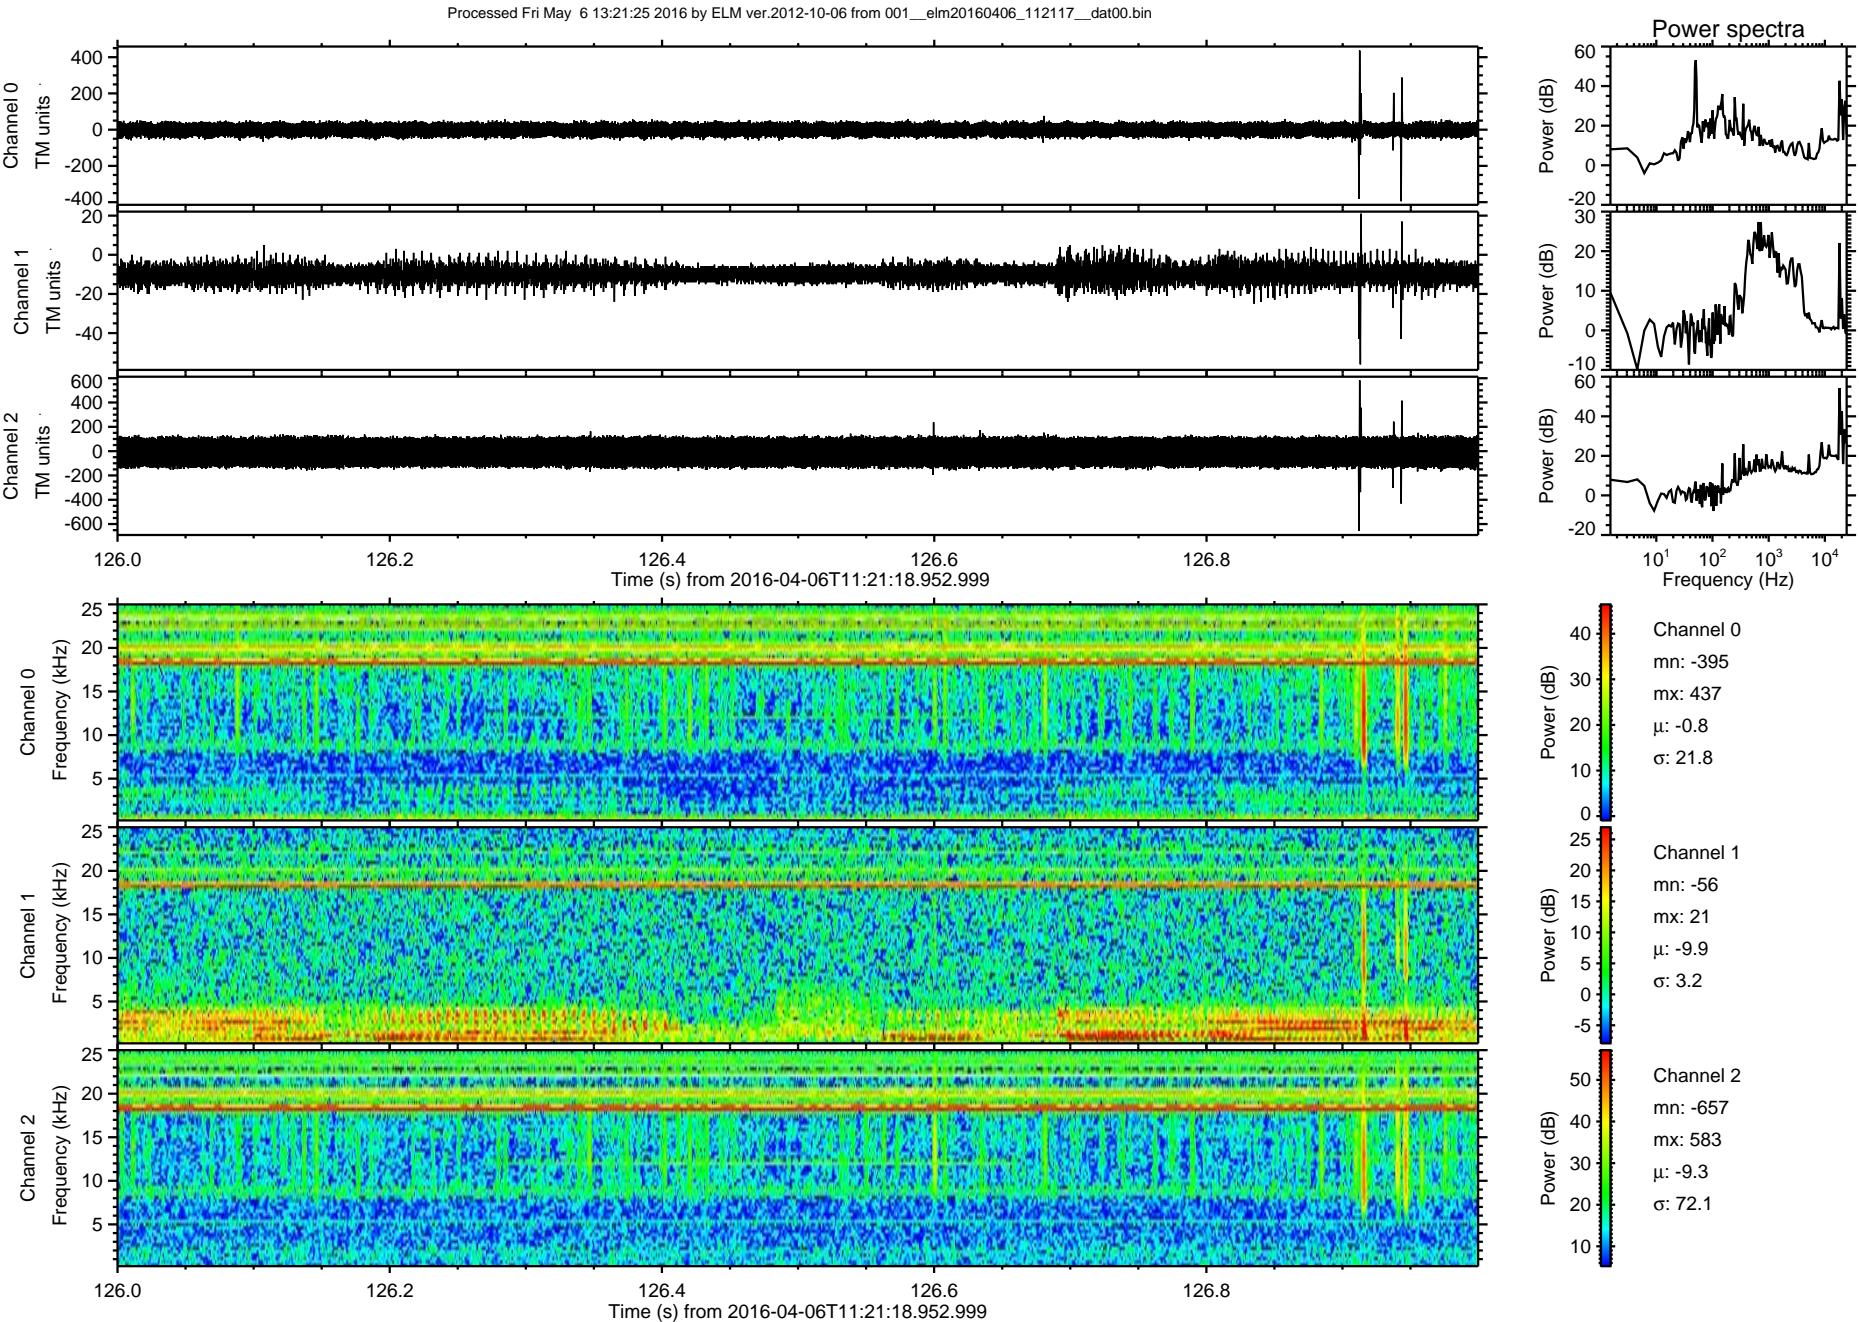 Processed Fri May  6 13:21:25 2016 by ELM ver.2012-10-06 from 001__elm20160406_112117__dat00.bin
Power spectra
Channel 0
TM units
400
200
0
-200
-400
Power (dB)
60
40
20
0
-20
Channel 1
TM units
20
0
-20
-40
Power (dB)
30
20
10
0
-10
Channel 2
TM units
600
400
200
0
-200
-400
-600
Power (dB)
60
40
20
0
-20
126.0 126.2 126.4 126.6 126.8
Time (s) from 2016-04-06T11:21:18.952.999
10^1 10^2 10^3 10^4
Frequency (Hz)
Channel 0
Frequency (kHz)
25
20
15
10
5
Power (dB)
40
30
20
10
0
Channel 0
mn: -395
mx: 437
μ: -0.8
σ: 21.8
Channel 1
Frequency (kHz)
25
20
15
10
5
Power (dB)
25
20
15
10
5
0
-5
Channel 1
mn: -56
mx: 21
μ: -9.9
σ: 3.2
Channel 2
Frequency (kHz)
25
20
15
10
5
Power (dB)
50
40
30
20
10
Channel 2
mn: -657
mx: 583
μ: -9.3
σ: 72.1
126.0 126.2 126.4 126.6 126.8
Time (s) from 2016-04-06T11:21:18.952.999